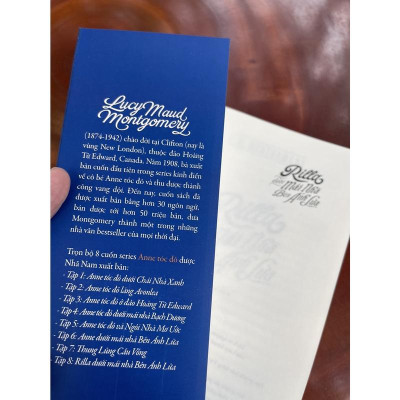 Lucy Maud
Montgomery
(1874-1942) chào đời tại Clifton (nay là
vùng New London), thuộc đảo Hoàng
Tử Edward, Canada. Năm 1908, bà xuất
bản cuốn đầu tiên trong series kinh điển
về cô bé Anne tóc đỏ và thu được thành
công vang dội. Đến nay, cuốn sách đã
được xuất bản bằng hơn 30 ngôn ngữ,
bán được tới hơn 50 triệu bản, đưa
Montgomery thành một trong những
nhà văn bestseller của mọi thời đại.
Trọn bộ 8 cuốn series Anne tóc đỏ được
Nhã Nam xuất bản:
- Tập 1: Anne tóc đỏ dưới Chái Nhà Xanh
- Tập 2: Anne tóc đỏ làng Avonlea
- Tập 3: Anne tóc đỏ ở đảo Hoàng Tử Edward
- Tập 4: Anne tóc đỏ dưới mái nhà Bạch Dương
- Tập 5: Anne tóc đỏ và Ngôi Nhà Mơ Ước
- Tập 6: Anne tóc đỏ dưới mái nhà Bên Ánh Lửa
- Tập 7: Thung Lũng Cầu Vồng
- Tập 8: Rilla dưới mái nhà Bên Ánh Lửa
Rilla
dưới Mái Nhà
Bên Ánh Lửa